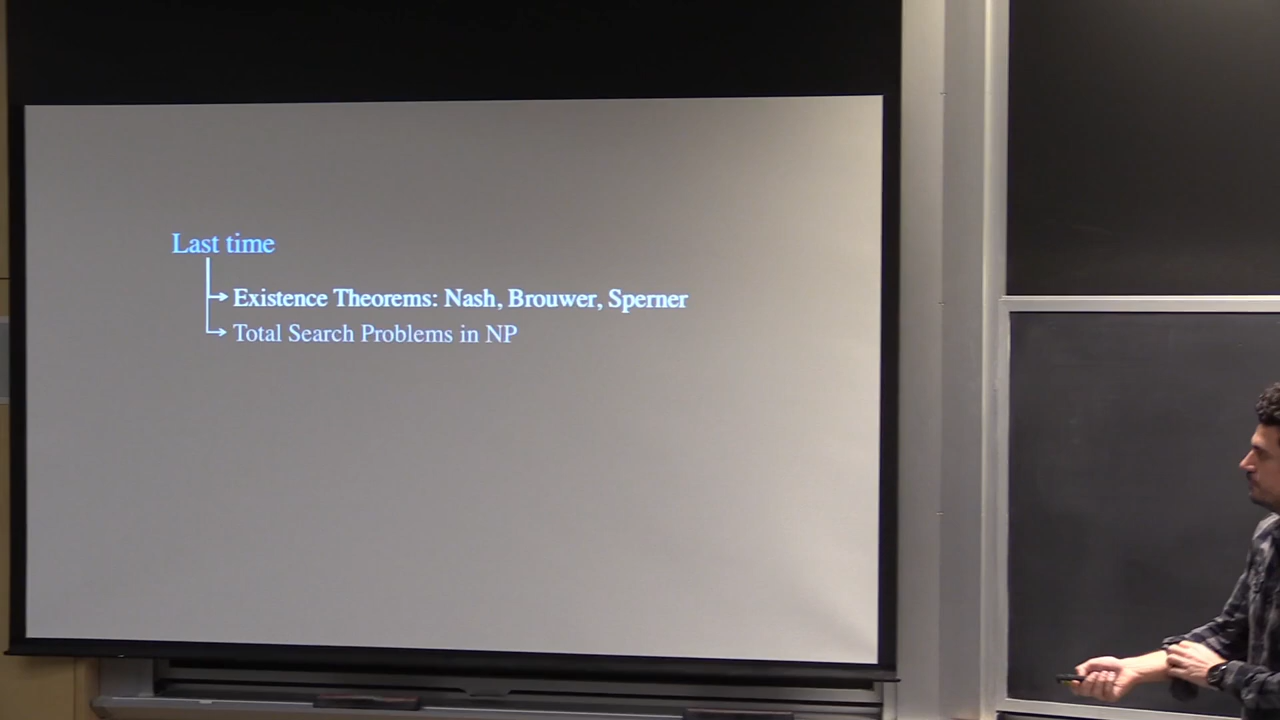 Last time
Existence Theorems: Nash, Brouwer, Sperner
Total Search Problems in NP